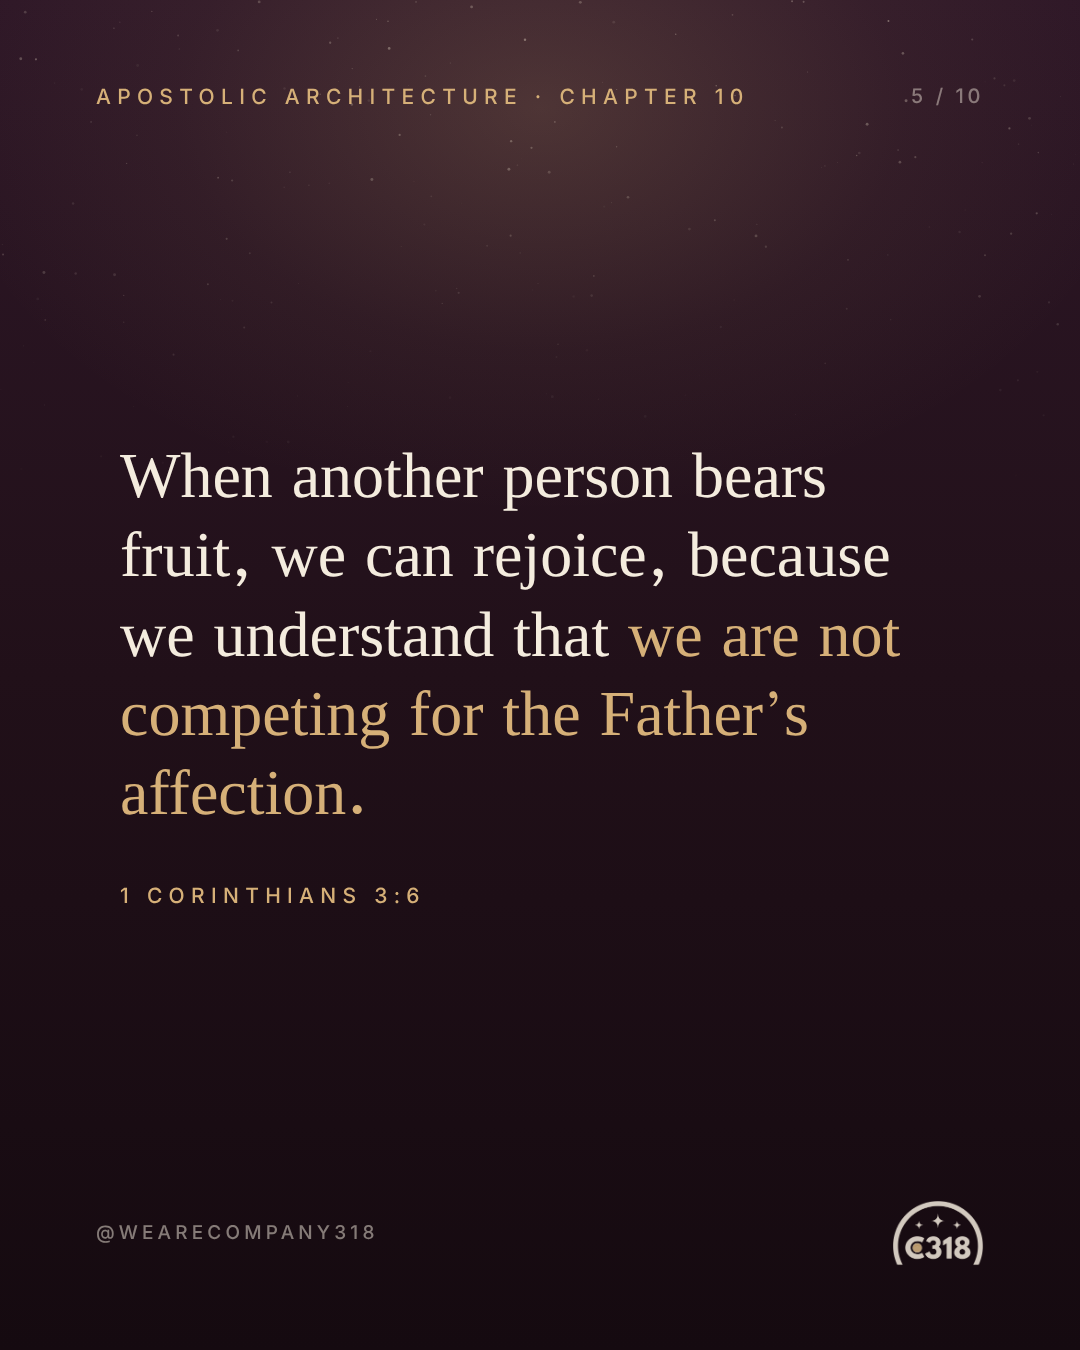 APOSTOLIC ARCHITECTURE · CHAPTER 10
5 / 10
When another person bears
fruit, we can rejoice, because
we understand that we are not
competing for the Father’s
affection.
1 CORINTHIANS 3:6
@WEARECOMPANY318
C318